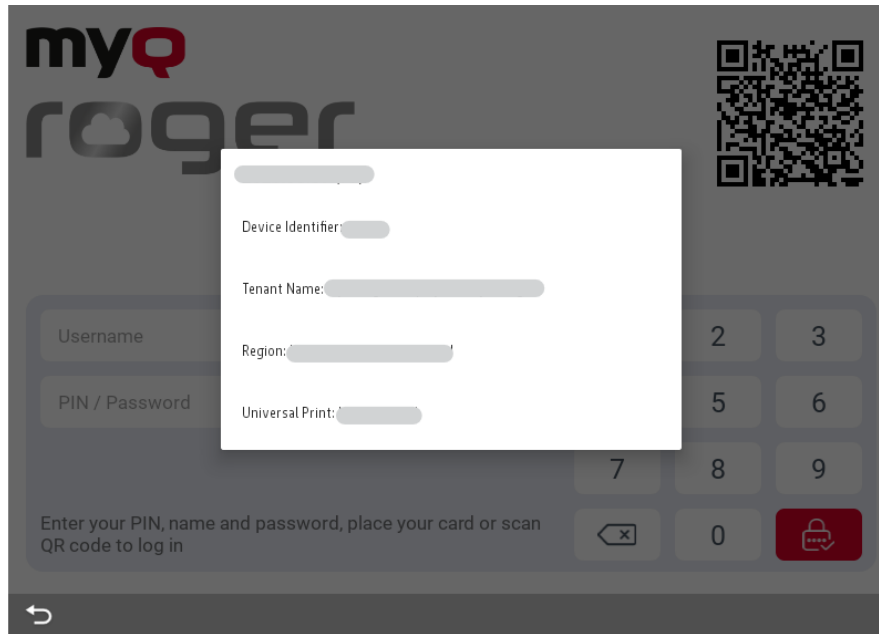 myQ
roger
Device Identifier:
Tenant Name:
Region:
Universal Print:
Username
PIN / Password
2 3
5 6
7 8 9
0
Enter your PIN, name and password, place your card or scan
QR code to log in